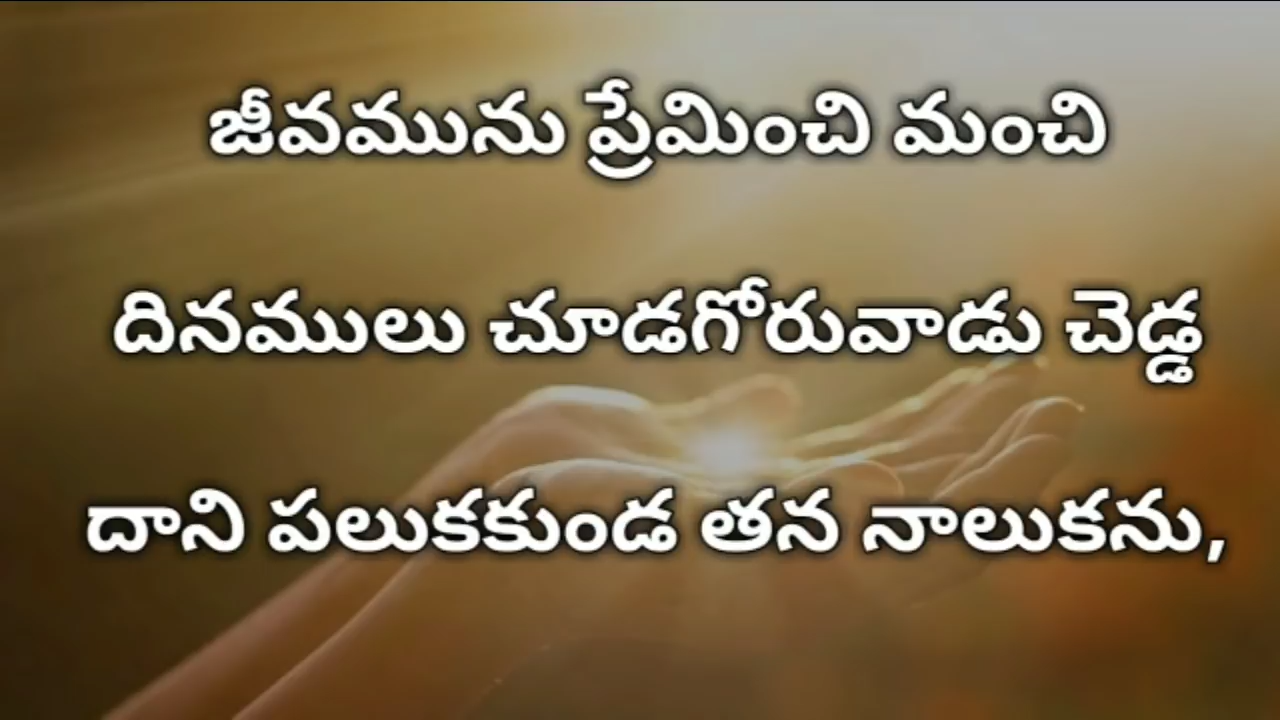 జీవమును ప్రేమించి మంచి
దినములు చూడగోరువాడు చెడ్డ
దాని పలుకకుండ తన నాలుకను,